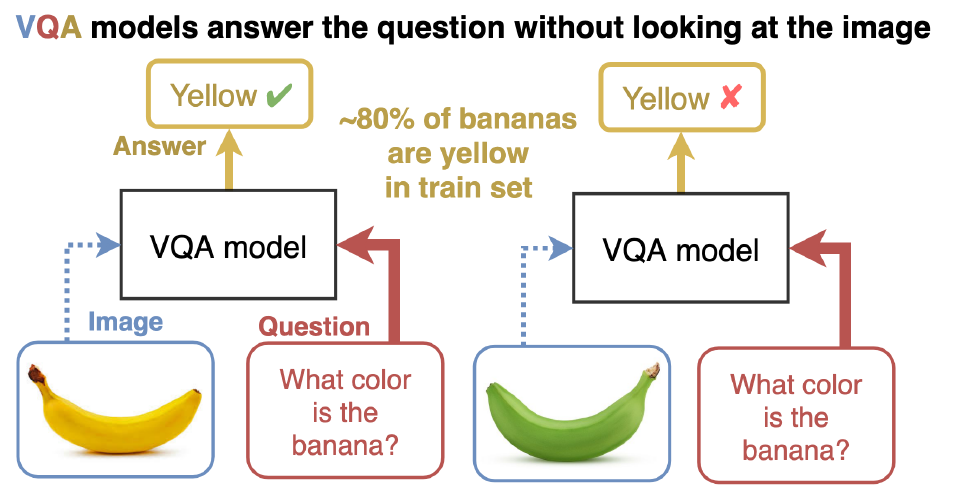 VQA models answer the question without looking at the image
Yellow ✔
Yellow ✘
~80% of bananas
are yellow
in train set
Answer
VQA model
VQA model
Image
Question
What color
is the
banana?
What color
is the
banana?